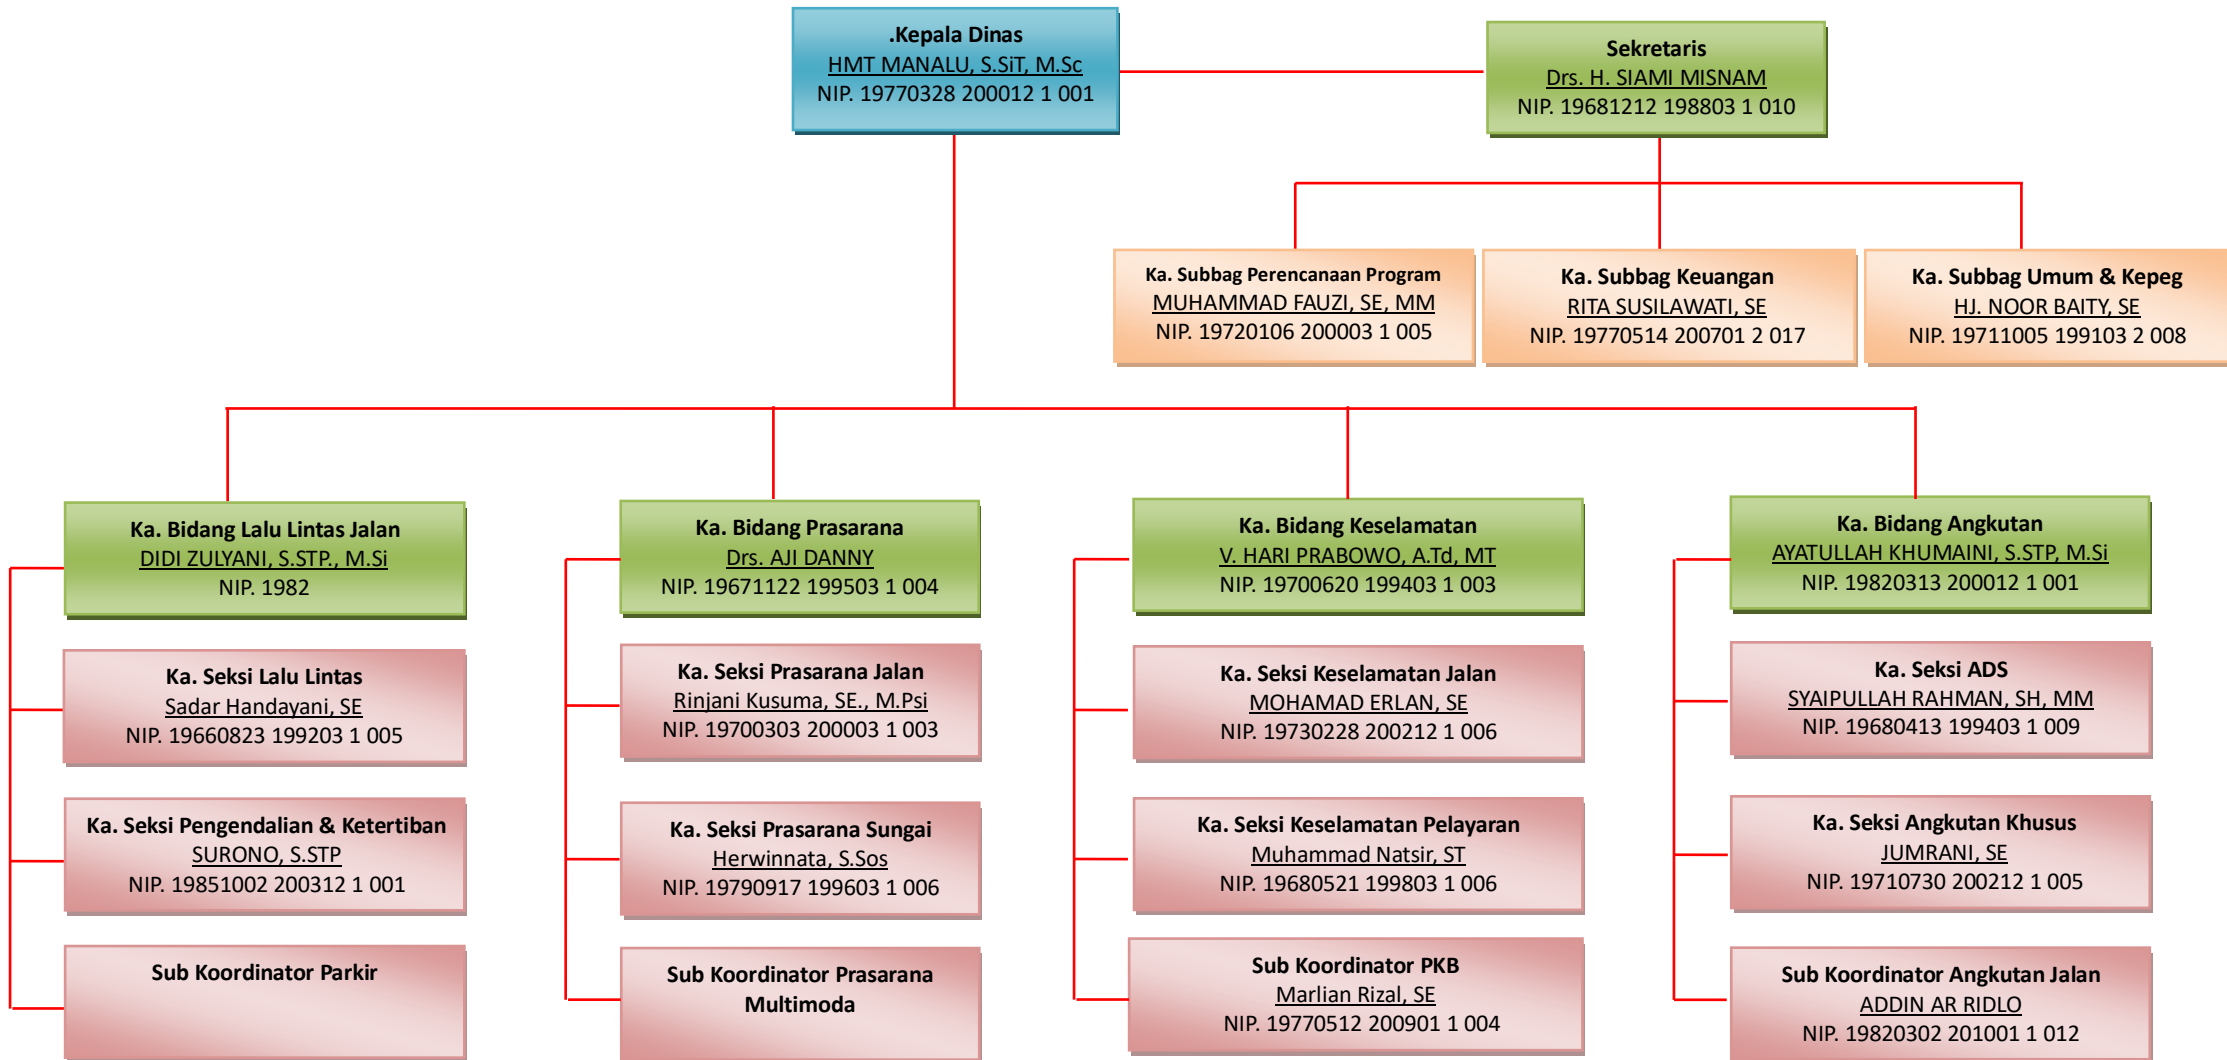 .Kepala Dinas
HMT MANALU, S.SiT, M.Sc
NIP. 19770328 200012 1 001
Sekretaris
Drs. H. SIAMI MISNAM
NIP. 19681212 198803 1 010
Ka. Subbag Perencanaan Program
MUHAMMAD FAUZI, SE, MM
NIP. 19720106 200003 1 005
Ka. Subbag Keuangan
RITA SUSILAWATI, SE
NIP. 19770514 200701 2 017
Ka. Subbag Umum & Kepeg
HJ. NOOR BAITY, SE
NIP. 19711005 199103 2 008
Ka. Bidang Lalu Lintas Jalan
DIDI ZULYANI, S.STP., M.Si
NIP. 1982
Ka. Seksi Lalu Lintas
Sadar Handayani, SE
NIP. 19660823 199203 1 005
Ka. Seksi Pengendalian & Ketertiban
SURONO, S.STP
NIP. 19851002 200312 1 001
Sub Koordinator Parkir
Ka. Bidang Prasarana
Drs. AJI DANNY
NIP. 19671122 199503 1 004
Ka. Seksi Prasarana Jalan
Rinjani Kusuma, SE., M.Psi
NIP. 19700303 200003 1 003
Ka. Seksi Prasarana Sungai
Herwinnata, S.Sos
NIP. 19790917 199603 1 006
Sub Koordinator Prasarana
Multimoda
Ka. Bidang Keselamatan
V. HARI PRABOWO, A.Td, MT
NIP. 19700620 199403 1 003
Ka. Seksi Keselamatan Jalan
MOHAMAD ERLAN, SE
NIP. 19730228 200212 1 006
Ka. Seksi Keselamatan Pelayaran
Muhammad Natsir, ST
NIP. 19680521 199803 1 006
Sub Koordinator PKB
Marlian Rizal, SE
NIP. 19770512 200901 1 004
Ka. Bidang Angkutan
AYATULLAH KHUMAINI, S.STP, M.Si
NIP. 19820313 200012 1 001
Ka. Seksi ADS
SYAIPULLAH RAHMAN, SH, MM
NIP. 19680413 199403 1 009
Ka. Seksi Angkutan Khusus
JUMRANI, SE
NIP. 19710730 200212 1 005
Sub Koordinator Angkutan Jalan
ADDIN AR RIDLO
NIP. 19820302 201001 1 012